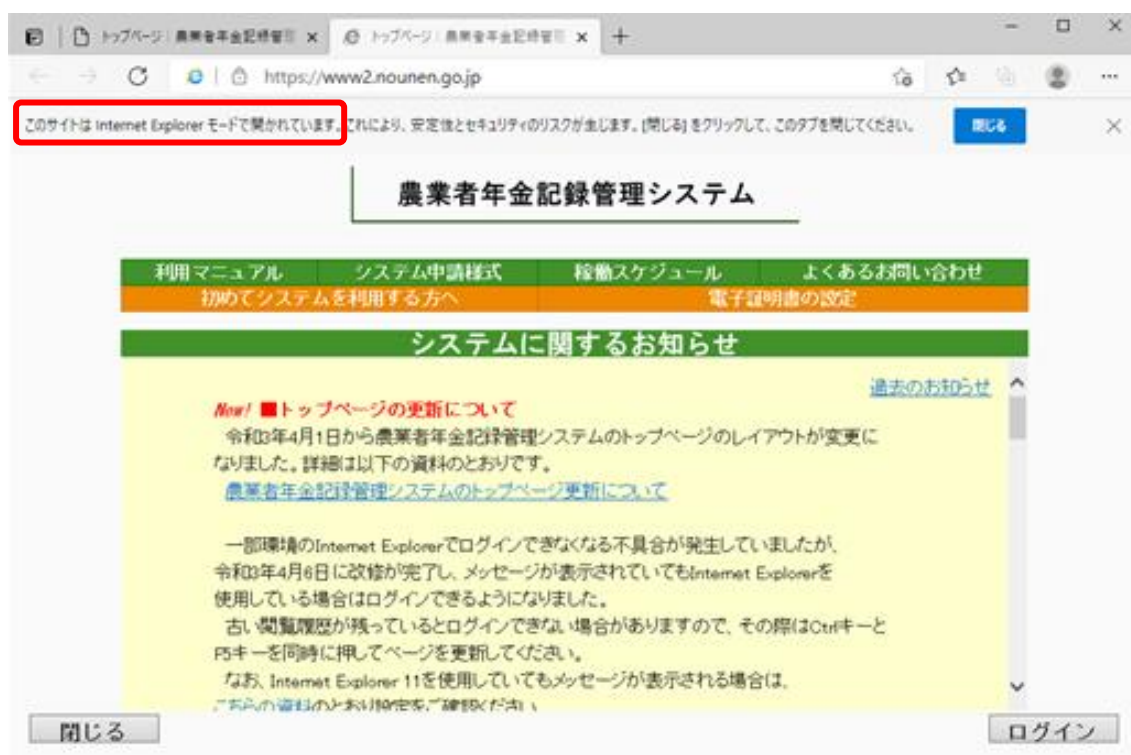 トップページ | 農業者年金記録管理
トップページ | 農業者年金記録管理
https://www2.nounen.go.jp
このサイトは Internet Explorer モードで開かれています。これにより、安定性とセキュリティのリスクが生じます。[閉じる] をクリックして、このタブを閉じてください。 閉じる
農業者年金記録管理システム
利用マニュアル システム申請様式 稼働スケジュール よくあるお問い合わせ
初めてシステムを利用する方へ 電子証明書の設定
システムに関するお知らせ
過去のお知らせ
New! ■トップページの更新について
令和3年4月1日から農業者年金記録管理システムのトップページのレイアウトが変更に
なりました。詳細は以下の資料のとおりです。
農業者年金記録管理システムのトップページ更新について
一部環境のInternet Explorerでログインできなくなる不具合が発生していましたが、
令和3年4月6日に改修が完了し、メッセージが表示されていてもInternet Explorerを
使用している場合はログインできるようになりました。
古い閲覧履歴が残っているとログインできない場合がありますので、その際はCtrlキーと
F5キーを同時に押してページを更新してください。
なお、Internet Explorer 11を使用していてもメッセージが表示される場合は、
こちらの資料のとおり設定をご確認ください
閉じる ログイン